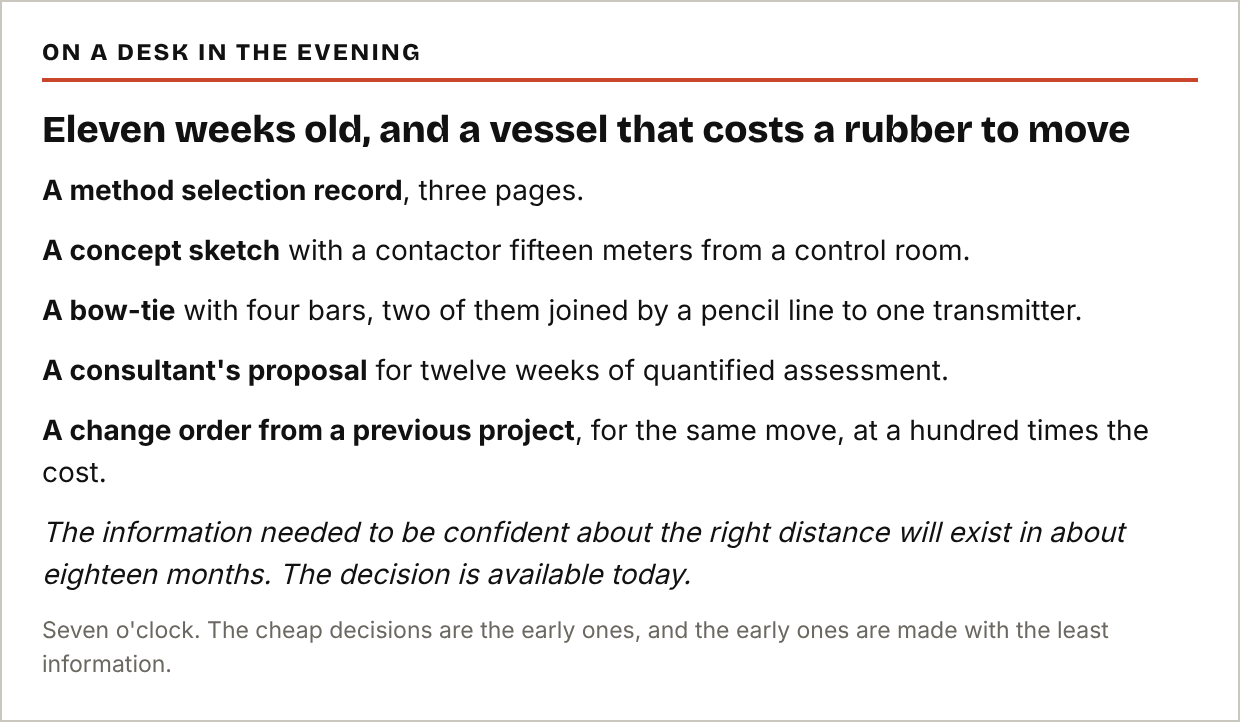 ON A DESK IN THE EVENING
Eleven weeks old, and a vessel that costs a rubber to move
A method selection record, three pages.
A concept sketch with a contactor fifteen meters from a control room.
A bow-tie with four bars, two of them joined by a pencil line to one transmitter.
A consultant's proposal for twelve weeks of quantified assessment.
A change order from a previous project, for the same move, at a hundred times the
cost.
The information needed to be confident about the right distance will exist in about
eighteen months. The decision is available today.
Seven o'clock. The cheap decisions are the early ones, and the early ones are made with the least
information.